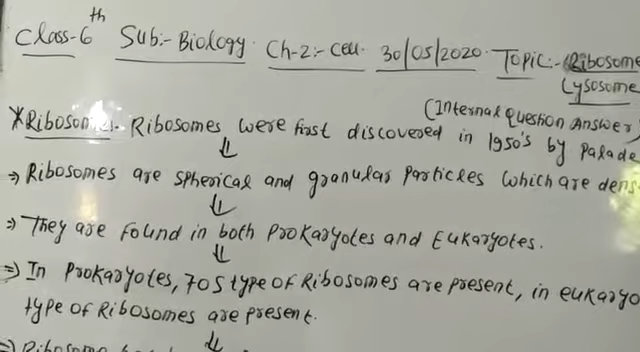 Class-6th Sub:- Biology. Ch-2:- Cell. 30/05/2020. Topic:- (Ribosome
Lysosome
(Internal Question Answer)
*Ribosomes:- Ribosomes were first discovered in 1950's by Palade
⇒ Ribosomes are spherical and granular particles which are dens
⇒ They are found in both Prokaryotes and Eukaryotes.
⇒ In Prokaryotes, 70S type of Ribosomes are present, in eukaryo
type of Ribosomes are present.